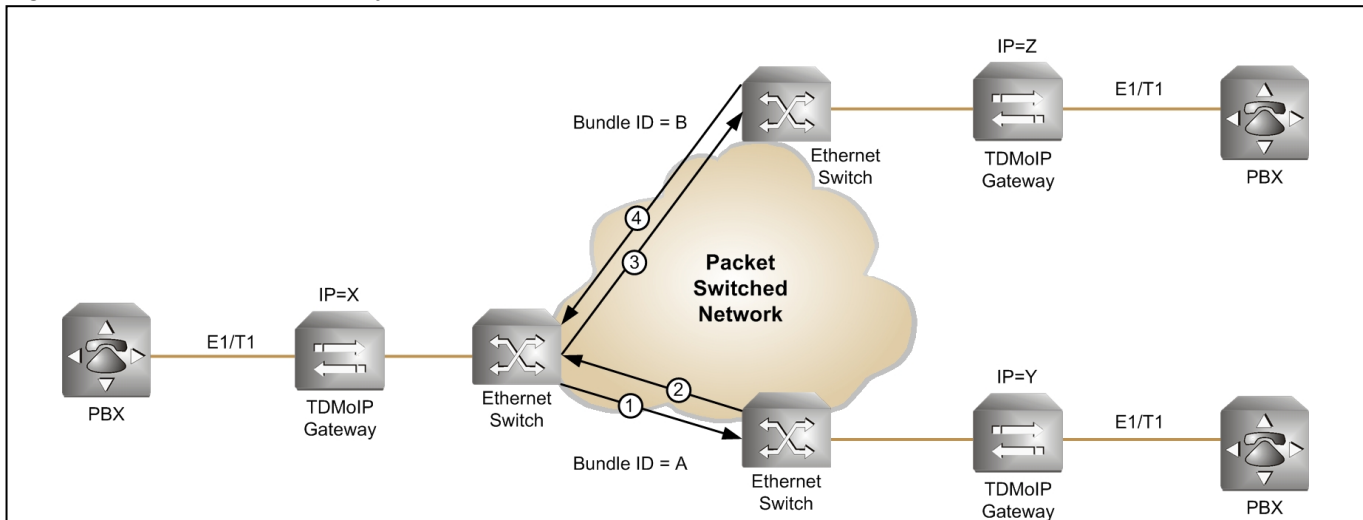 IP=Z
E1/T1
Bundle ID = B
Ethernet
Switch
TDMoIP
Gateway
PBX
4
3
Packet
Switched
Network
IP=X
E1/T1
PBX
TDMoIP
Gateway
Ethernet
Switch
2
1
IP=Y
E1/T1
Bundle ID = A
Ethernet
Switch
TDMoIP
Gateway
PBX